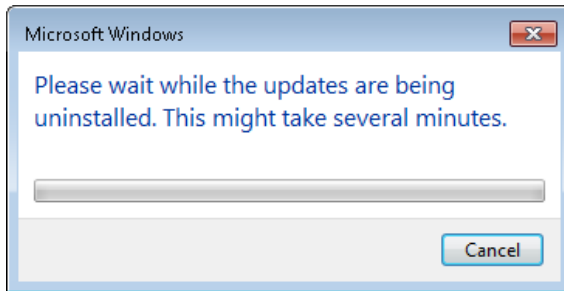 Microsoft Windows
Please wait while the updates are being
uninstalled. This might take several minutes.
Cancel